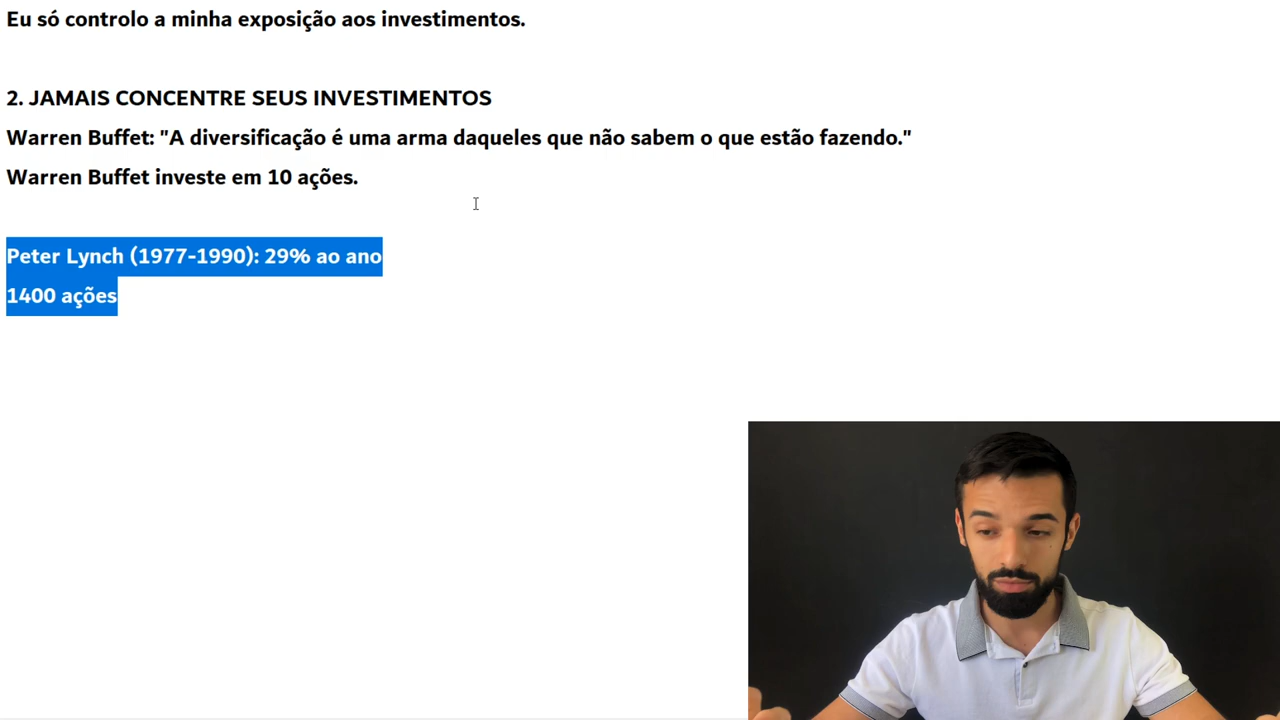 Eu só controlo a minha exposição aos investimentos.
2. JAMAIS CONCENTRE SEUS INVESTIMENTOS
Warren Buffet: "A diversificação é uma arma daqueles que não sabem o que estão fazendo."
Warren Buffet investe em 10 ações.
Peter Lynch (1977-1990): 29% ao ano
1400 ações